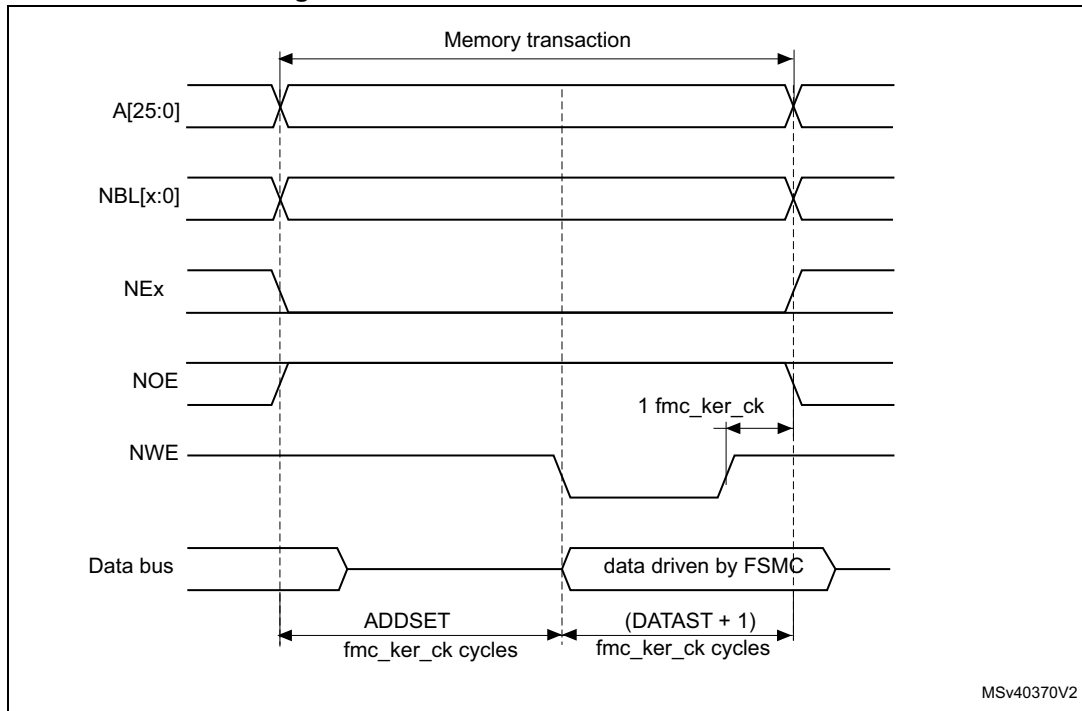 Memory transaction
A[25:0]
NBL[x:0]
NEx
NOE
1 fmc_ker_ck
NWE
Data bus
data driven by FSMC
ADDSET
fmc_ker_ck cycles
(DATAST + 1)
fmc_ker_ck cycles
MSv40370V2